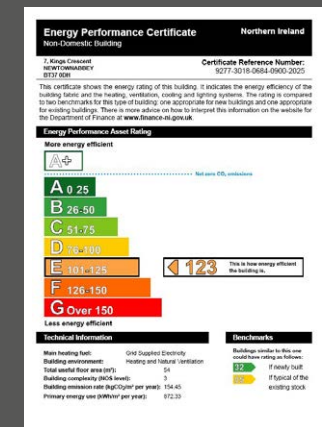 Energy Performance Certificate
Northern Ireland
Non-Domestic Building
7, Kings Crescent
NEWTOWNABBEY
BT37 0DH
Certificate Reference Number:
9277-3018-0684-0900-2025
This certificate shows the energy rating of this building. It indicates the energy efficiency of the
building fabric and the heating, ventilation, cooling and lighting systems. The rating is compared
to two benchmarks for this type of building: one appropriate for new buildings and one appropriate
for existing buildings. There is more advice on how to interpret this information on the website for
the Department of Finance at www.finance-ni.gov.uk
Energy Performance Asset Rating
More energy efficient
A+
Net zero CO₂ emissions
A 0 25
B 26-50
C 51-75
D 76-100
E 101-125
123 This is how energy efficient
the building is.
F 126-150
G Over 150
Less energy efficient
Technical Information
Main heating fuel: Grid Supplied Electricity
Building environment: Heating and Natural Ventilation
Total useful floor area (m²): 54
Building complexity (NOS level): 3
Building emission rate (kgCO₂/m² per year): 154.45
Primary energy use (kWh/m² per year): 872.33
Benchmarks
Buildings similar to this one
could have rating as follows:
32 If newly built
If typical of the
existing stock